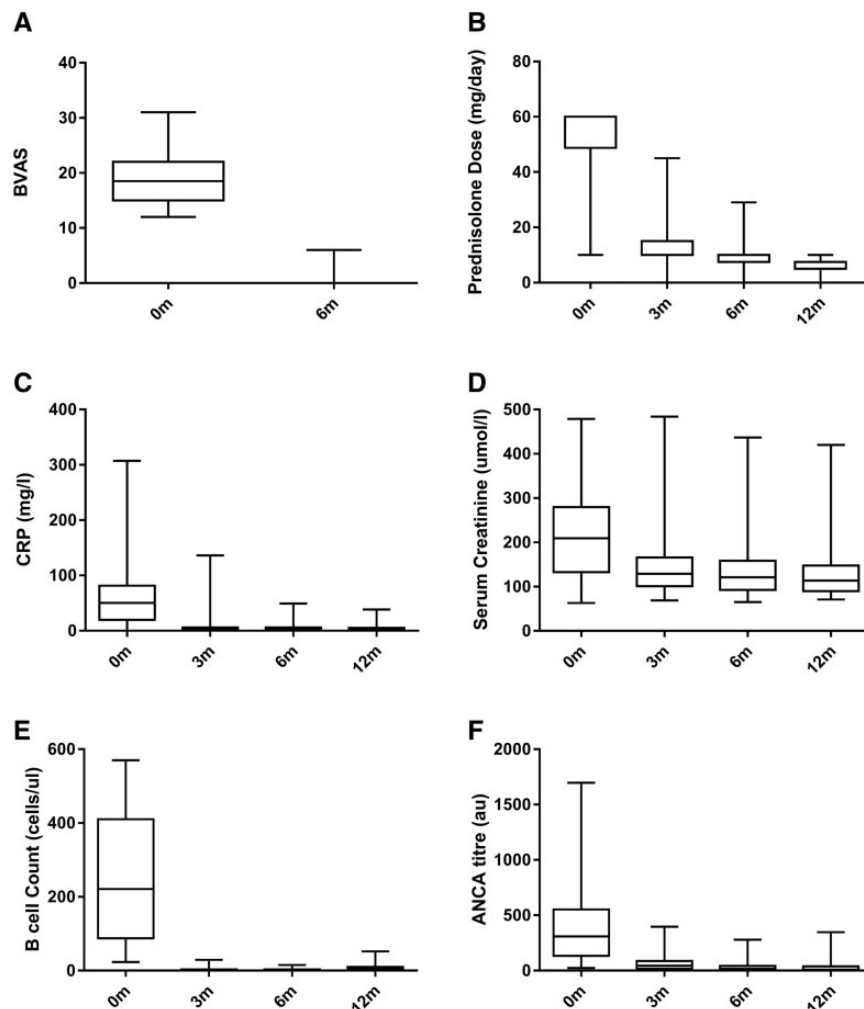 A
BVAS
40
30
20
10
0
0m
6m
B
Prednisolone Dose (mg/day)
80
60
40
20
0
0m
3m
6m
12m
C
CRP (mg/l)
400
300
200
100
0
0m
3m
6m
12m
D
Serum Creatinine (umol/l)
500
400
300
200
100
0
0m
3m
6m
12m
E
B cell Count (cells/ul)
600
400
200
0
0m
3m
6m
12m
F
ANCA titre (au)
2000
1500
1000
500
0
0m
3m
6m
12m